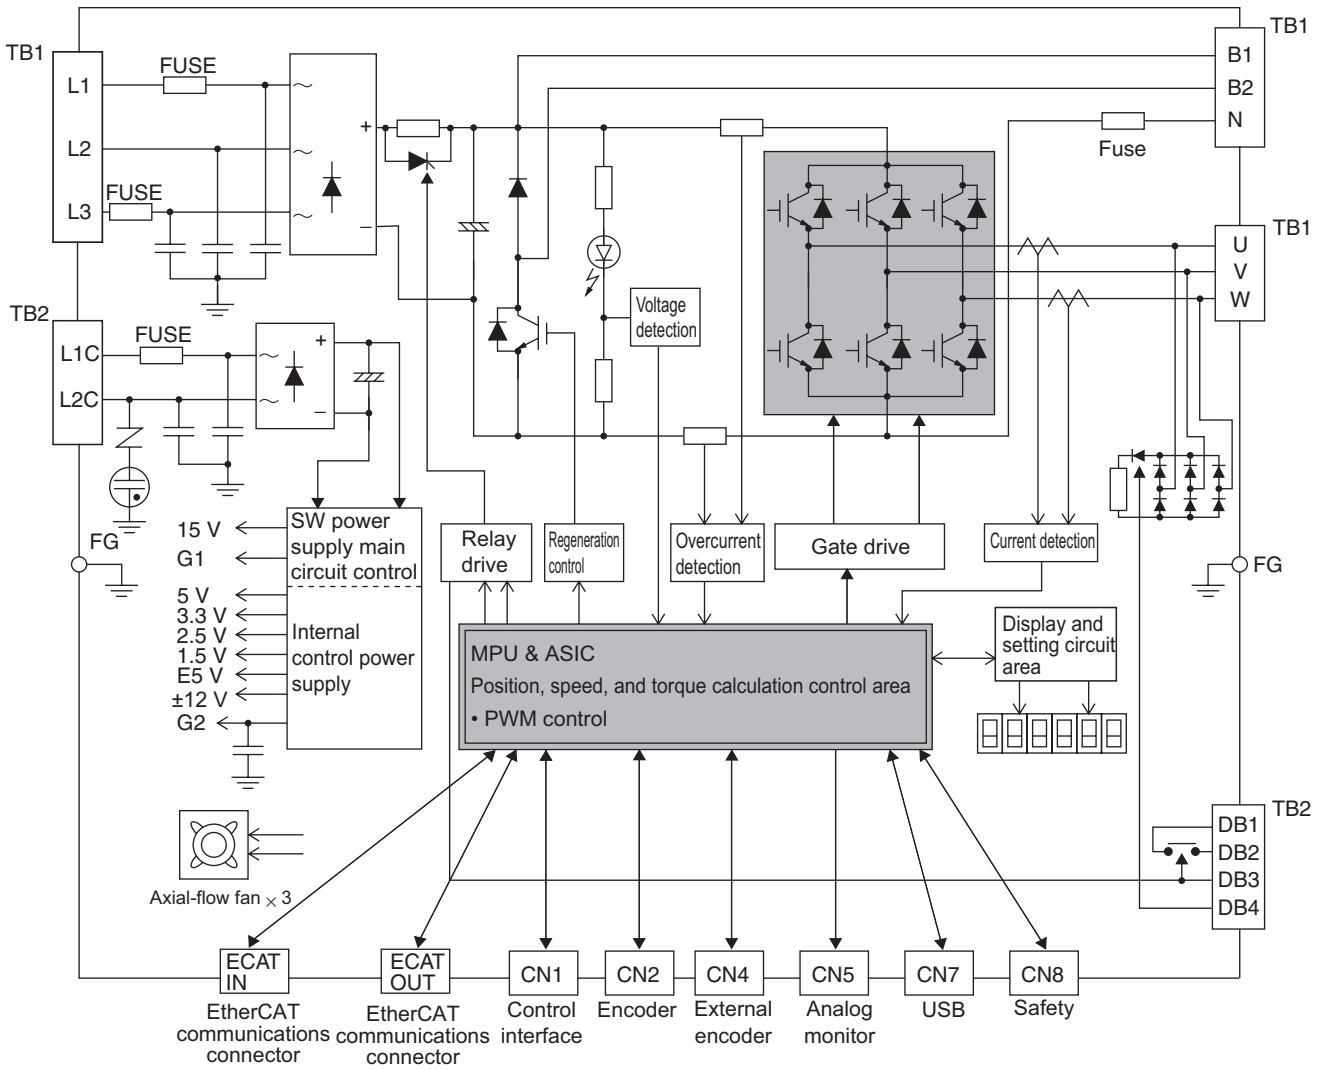 TB1
L1
FUSE
L2
FUSE
L3
~
~
~
+
−
TB1
B1
B2
N
Fuse
TB1
U
V
W
TB2
L1C
FUSE
L2C
~
~
+
−
Voltage
detection
FG
15 V
G1
5 V
3.3 V
2.5 V
1.5 V
E5 V
±12 V
G2
SW power
supply main
circuit control
Internal
control power
supply
Relay
drive
Regeneration
control
Overcurrent
detection
Gate drive
Current detection
FG
MPU & ASIC
Position, speed, and torque calculation control area
• PWM control
Display and
setting circuit
area
Axial-flow fan × 3
TB2
DB1
DB2
DB3
DB4
ECAT
IN
EtherCAT
communications
connector
ECAT
OUT
EtherCAT
communications
connector
CN1
Control
interface
CN2
Encoder
CN4
External
encoder
CN5
Analog
monitor
CN7
USB
CN8
Safety